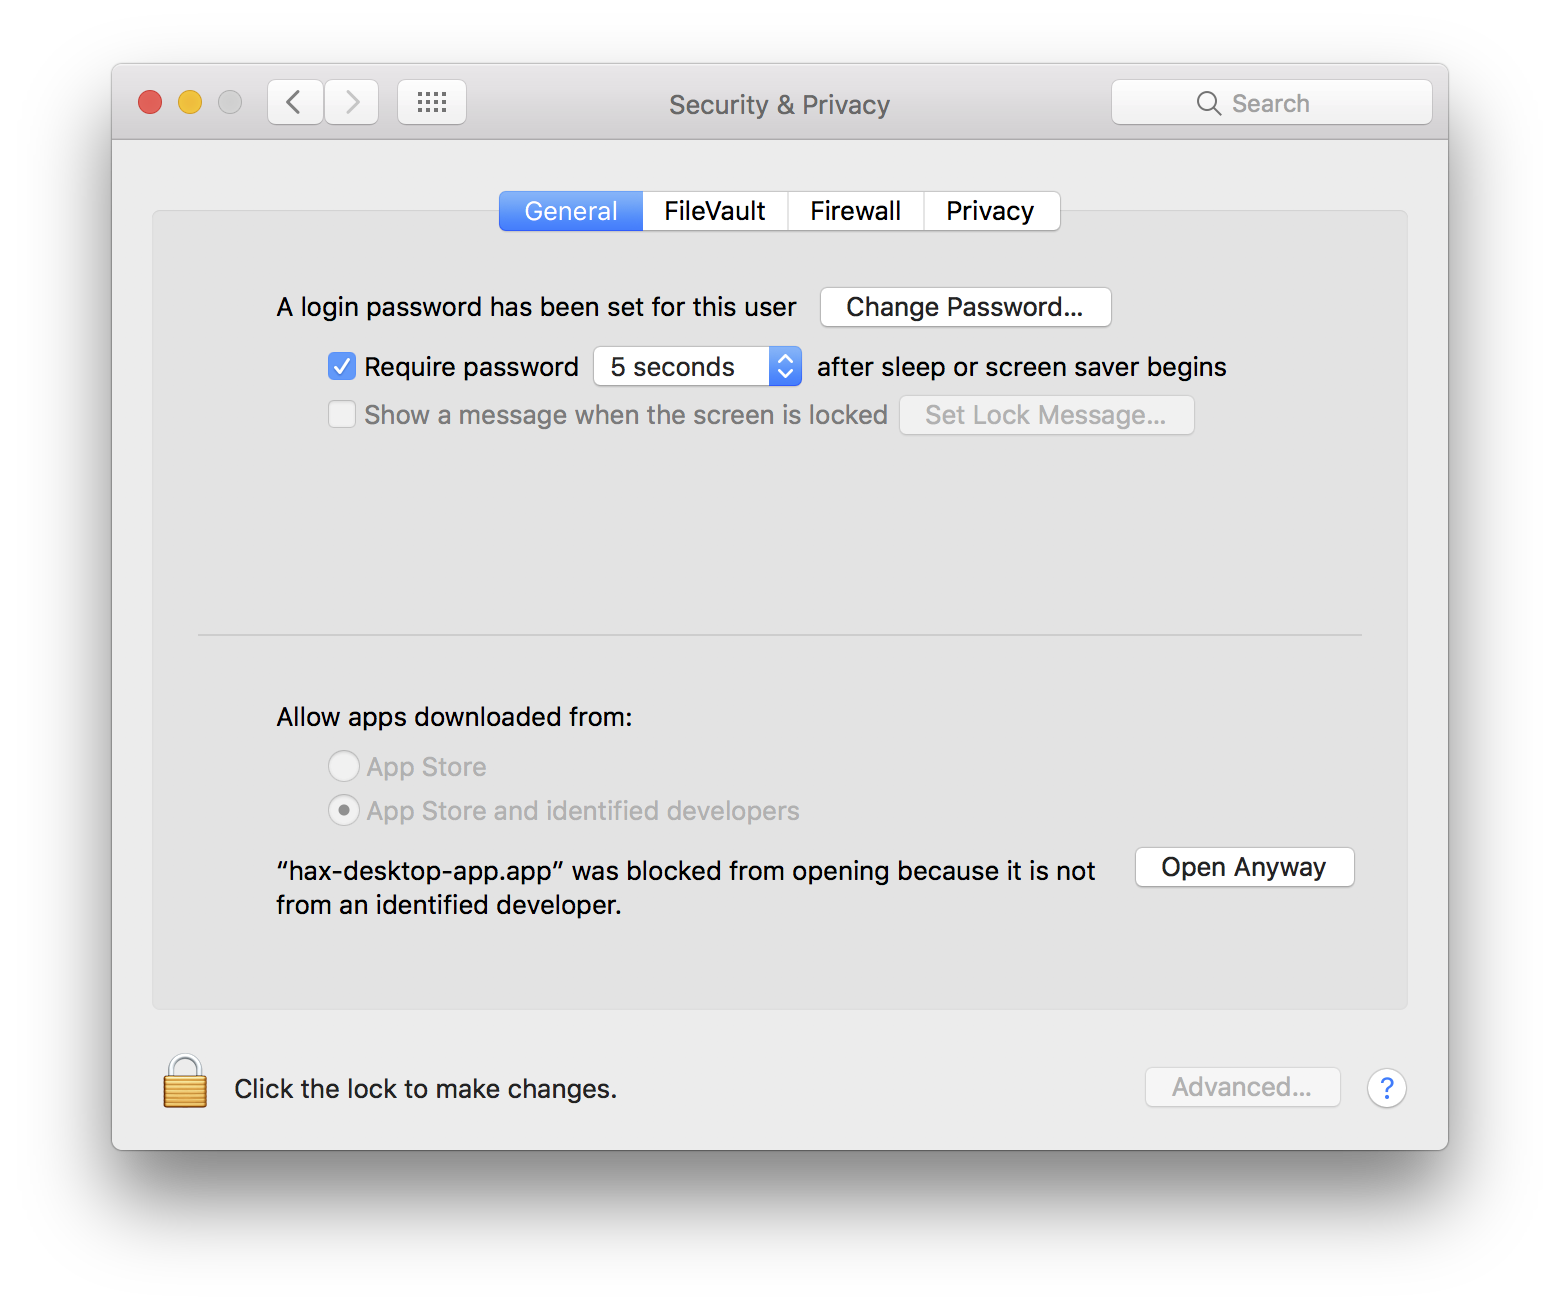 Security & Privacy
Search
General
FileVault
Firewall
Privacy
A login password has been set for this user
Change Password...
Require password
5 seconds
after sleep or screen saver begins
Show a message when the screen is locked
Set Lock Message...
Allow apps downloaded from:
App Store
App Store and identified developers
“hax-desktop-app.app” was blocked from opening because it is not
from an identified developer.
Open Anyway
Click the lock to make changes.
Advanced...
?